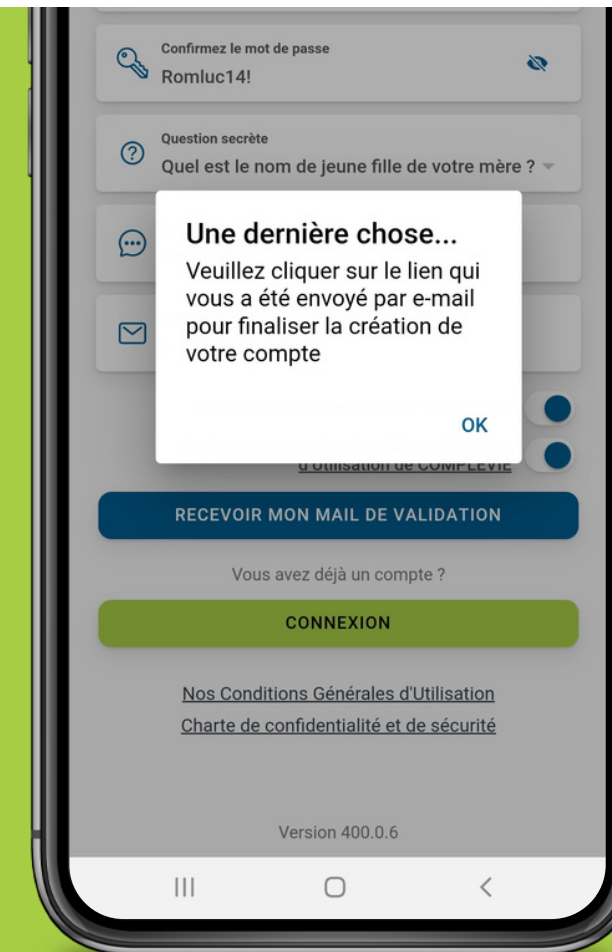 Confirmez le mot de passe
Romluc14!
Question secrète
Quel est le nom de jeune fille de votre mère ?
Une dernière chose...
Veuillez cliquer sur le lien qui
vous a été envoyé par e-mail
pour finaliser la création de
votre compte
OK
d'Utilisation de COMPLEVIE
RECEVOIR MON MAIL DE VALIDATION
Vous avez déjà un compte ?
CONNEXION
Nos Conditions Générales d'Utilisation
Charte de confidentialité et de sécurité
Version 400.0.6